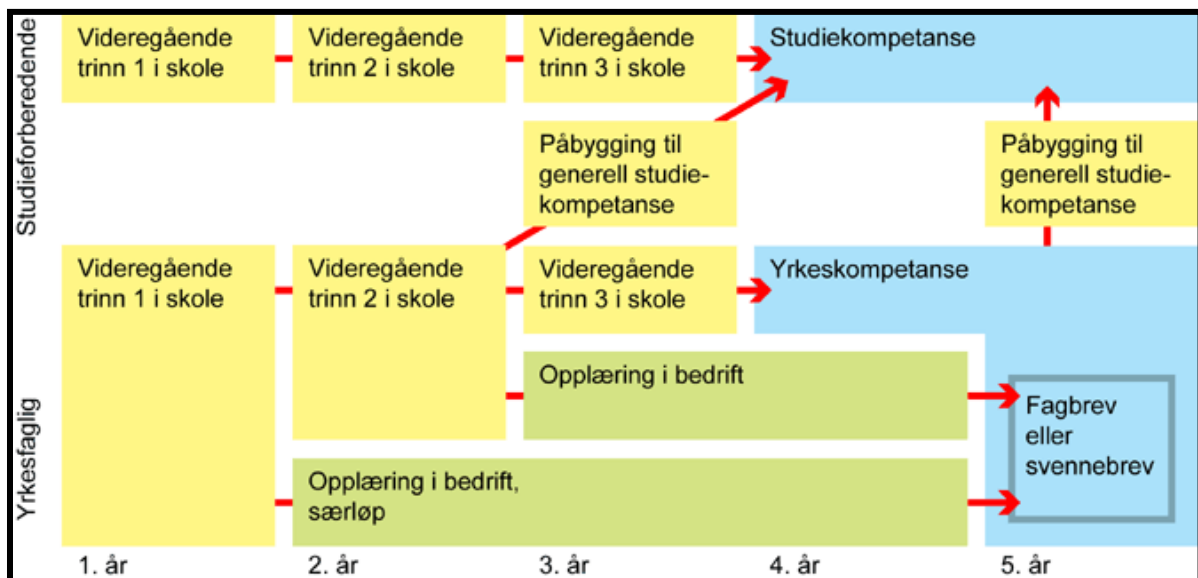 Studieforberedende
Videregående
trinn 1 i skole
Videregående
trinn 2 i skole
Videregående
trinn 3 i skole
Studiekompetanse
Påbygging til
generell studie-
kompetanse
Påbygging til
generell studie-
kompetanse
Yrkesfaglig
Videregående
trinn 1 i skole
Videregående
trinn 2 i skole
Videregående
trinn 3 i skole
Yrkeskompetanse
Opplæring i bedrift
Fagbrev
eller
svennebrev
Opplæring i bedrift,
særløp
1. år
2. år
3. år
4. år
5. år